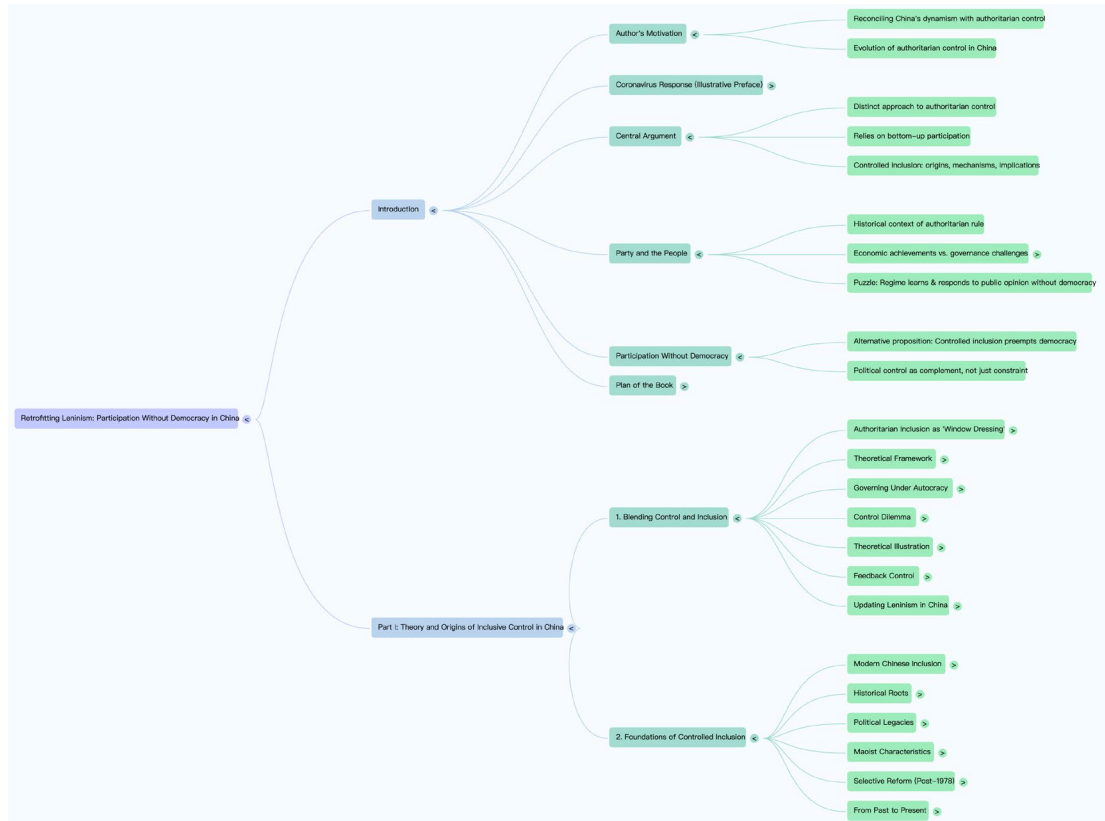 Retrofitting Leninism: Participation Without Democracy in China
Introduction
Author's Motivation
Reconciling China's dynamism with authoritarian control
Evolution of authoritarian control in China
Coronavirus Response (Illustrative Preface)
Central Argument
Distinct approach to authoritarian control
Relies on bottom-up participation
Controlled inclusion: origins, mechanisms, implications
Party and the People
Historical context of authoritarian rule
Economic achievements vs. governance challenges
Puzzle: Regime learns & responds to public opinion without democracy
Participation Without Democracy
Alternative proposition: Controlled inclusion preempts democracy
Political control as complement, not just constraint
Plan of the Book
Part I: Theory and Origins of Inclusive Control in China
1. Blending Control and Inclusion
Authoritarian Inclusion as 'Window Dressing'
Theoretical Framework
Governing Under Autocracy
Control Dilemma
Theoretical Illustration
Feedback Control
Updating Leninism in China
2. Foundations of Controlled Inclusion
Modern Chinese Inclusion
Historical Roots
Political Legacies
Maoist Characteristics
Selective Reform (Post-1978)
From Past to Present